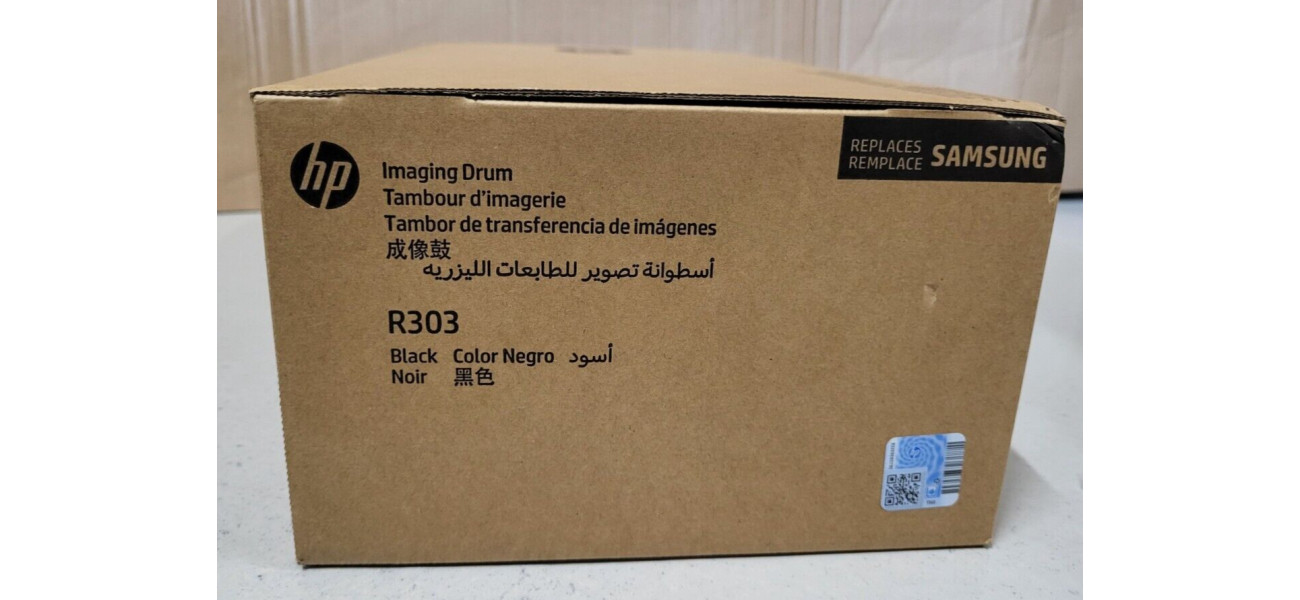 hp
Imaging Drum
Tambour d'imagerie
Tambor de transferencia de imágenes
成像鼓
أسطوانة تصوير للطابعات الليزريه
R303
Black Color Negro أسود
Noir 黑色
REPLACES
REMPLACE SAMSUNG